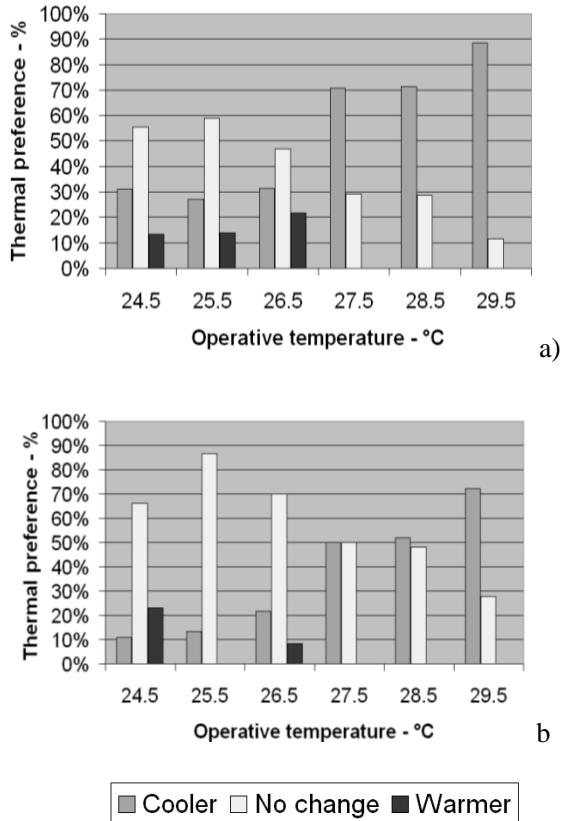 100%
90%
80%
70%
60%
50%
40%
30%
20%
10%
0%
Thermal preference - %
24.5 25.5 26.5 27.5 28.5 29.5
Operative temperature - °C
a)
100%
90%
80%
70%
60%
50%
40%
30%
20%
10%
0%
Thermal preference - %
24.5 25.5 26.5 27.5 28.5 29.5
Operative temperature - °C
b
Cooler No change Warmer